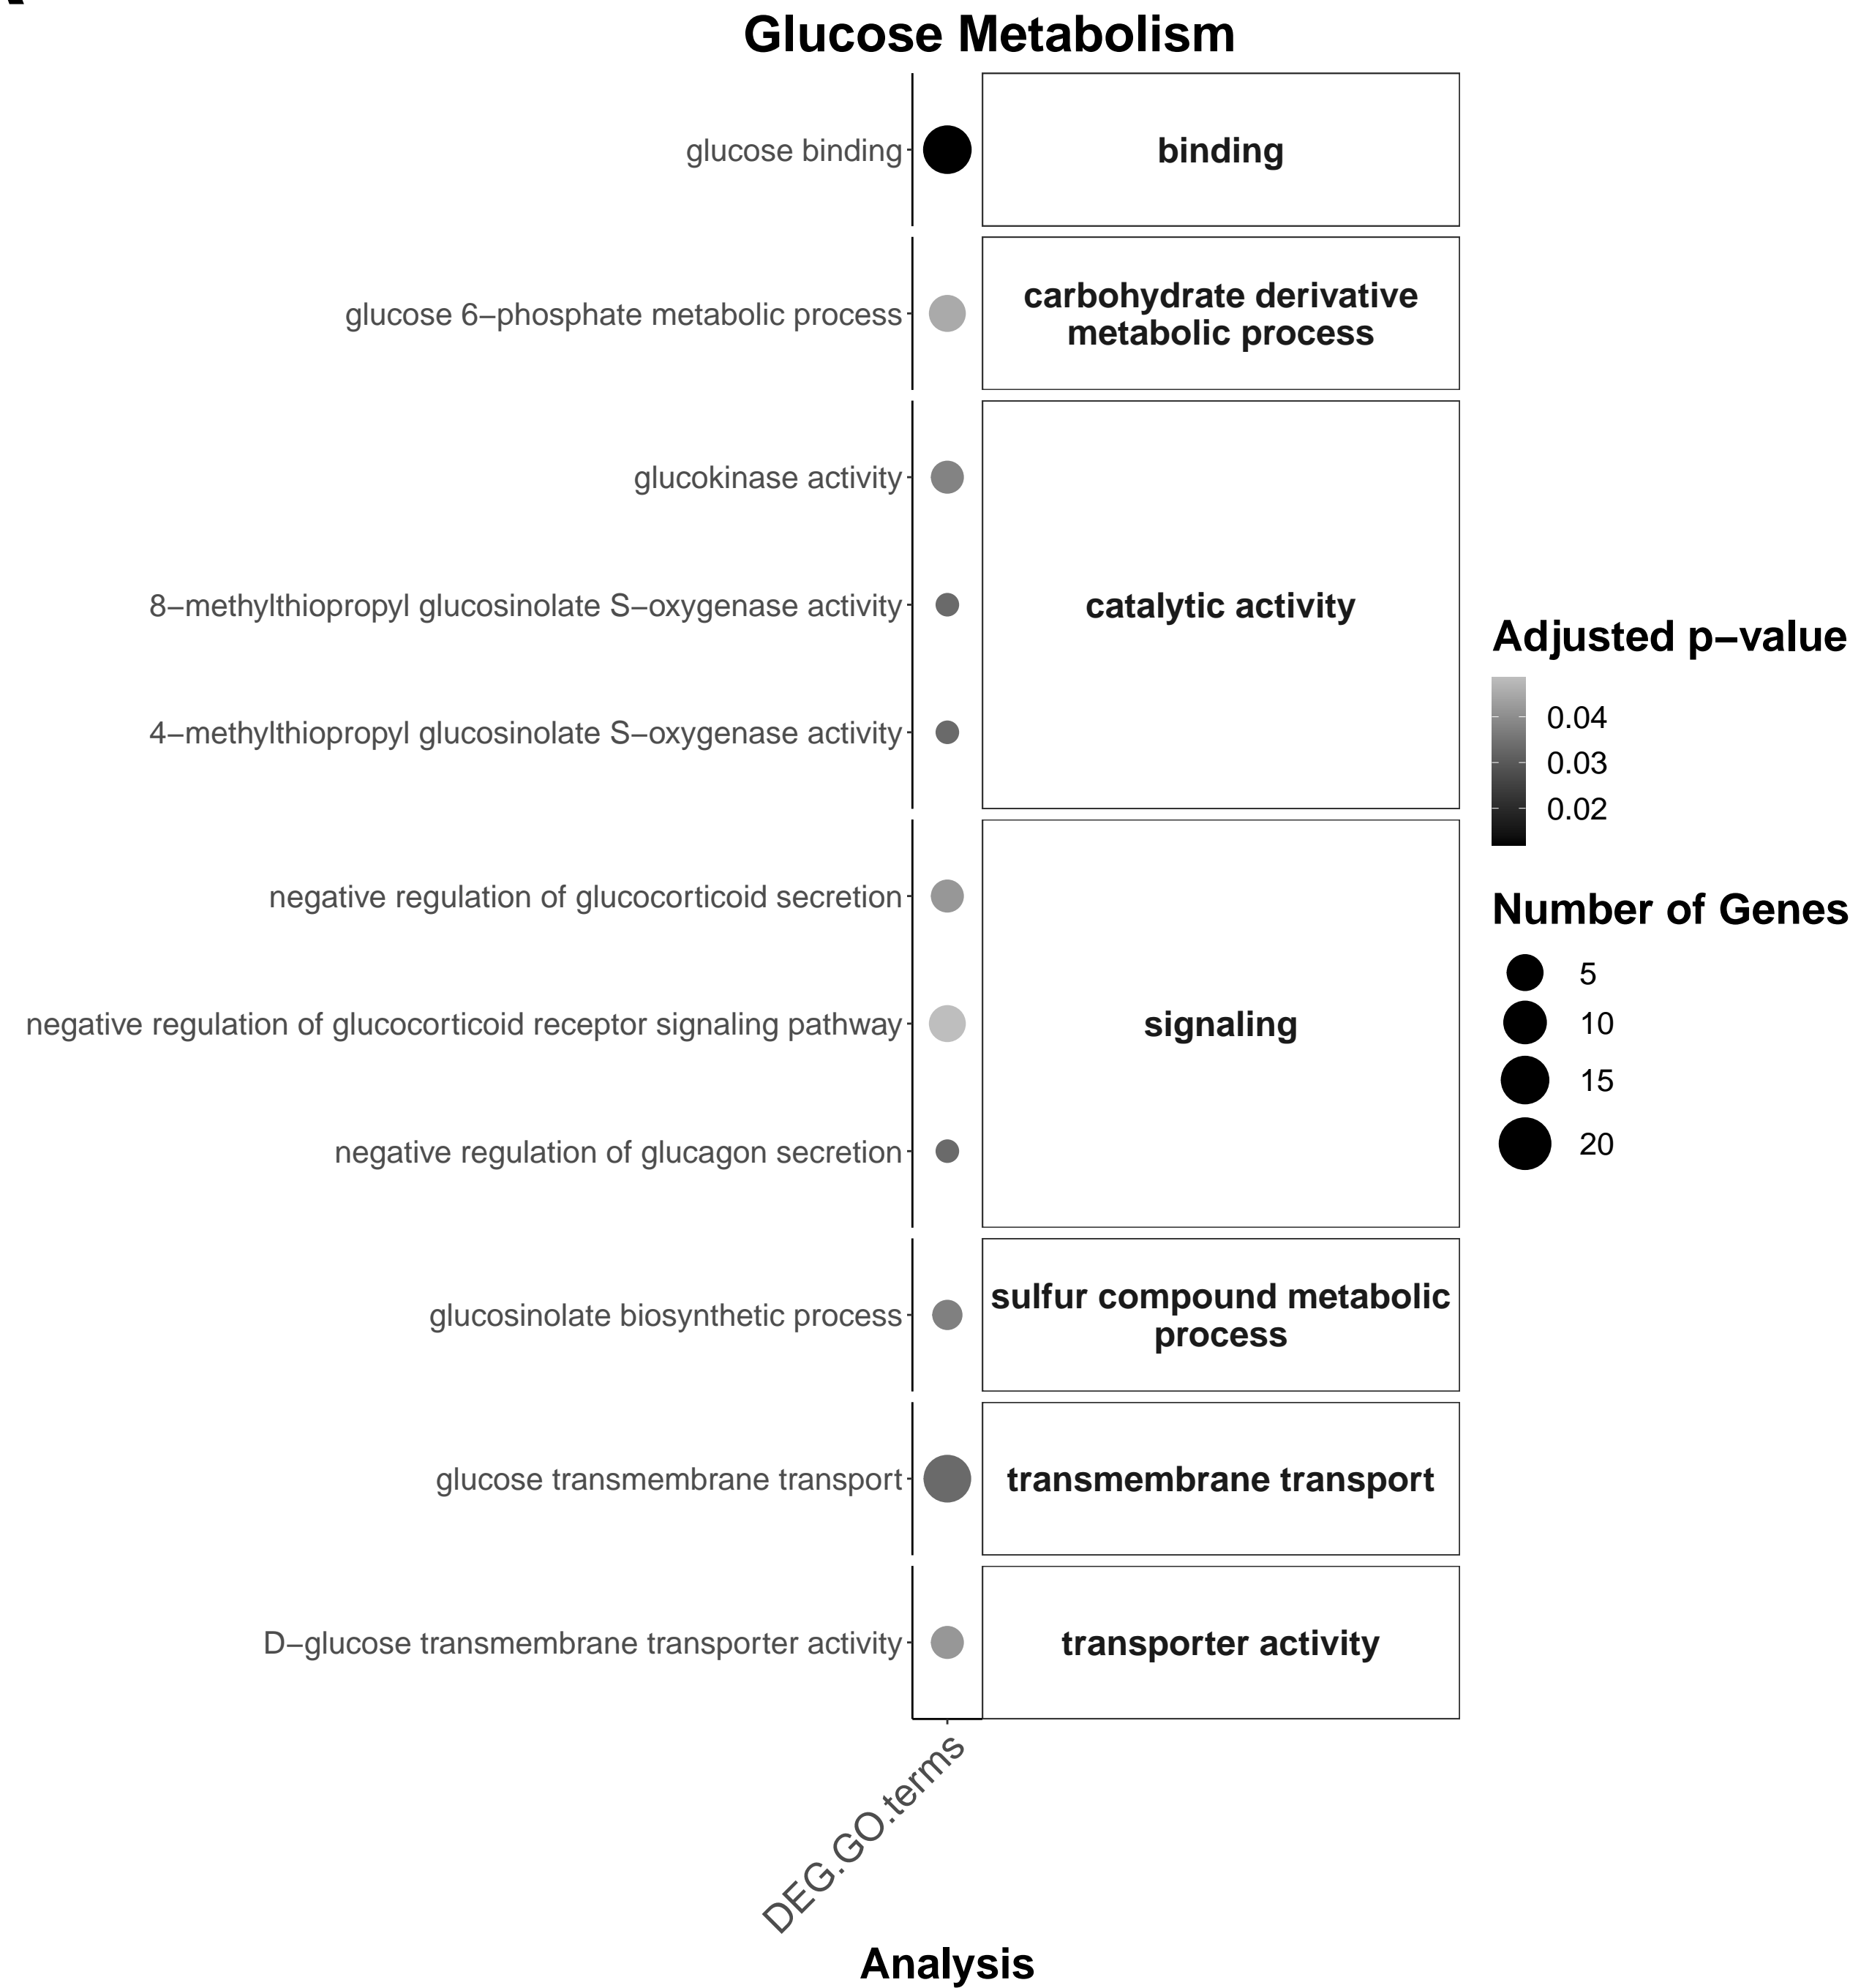 Glucose Metabolism
glucose binding
binding
glucose 6−phosphate metabolic process
carbohydrate derivative
metabolic process
glucokinase activity
8−methylthiopropyl glucosinolate S−oxygenase activity
4−methylthiopropyl glucosinolate S−oxygenase activity
catalytic activity
negative regulation of glucocorticoid secretion
negative regulation of glucocorticoid receptor signaling pathway
negative regulation of glucagon secretion
signaling
glucosinolate biosynthetic process
sulfur compound metabolic
process
glucose transmembrane transport
transmembrane transport
D−glucose transmembrane transporter activity
transporter activity
DEG.GO.terms
Analysis
Adjusted p−value
0.04
0.03
0.02
Number of Genes
5
10
15
20